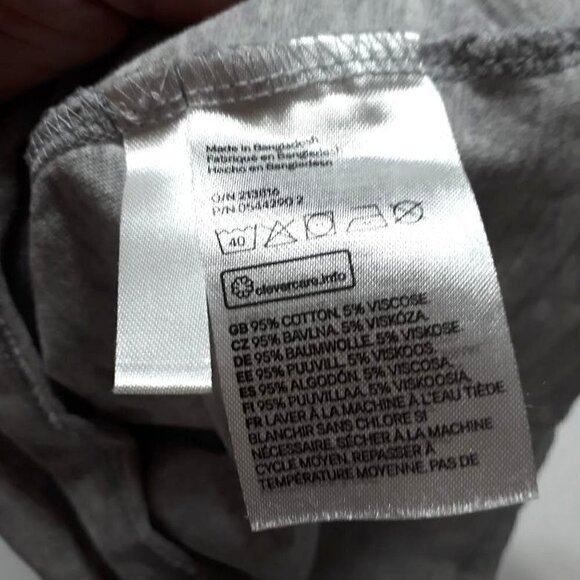 Made in Bangladesh
Fabriqué en Bangladesh
Hecho en Bangladesh
O/N 213816
P/N 0544290 2
40
clevercare.info
GB 95% COTTON, 5% VISCOSE.
CZ 95% BAVLNA, 5% VISKÓZA.
DE 95% BAUMWOLLE, 5% VISKOSE.
EE 95% PUUVILL, 5% VISKOOS.
ES 95% ALGODÓN, 5% VISCOSA.
FI 95% PUUVILLAA, 5% VISKOOSIA.
FR LAVER À LA MACHINE À L'EAU TIÈDE
BLANCHIR SANS CHLORE SI
NÉCESSAIRE. SÉCHER À LA MACHINE
CYCLE MOYEN. REPASSER À
TEMPÉRATURE MOYENNE. PAS DE